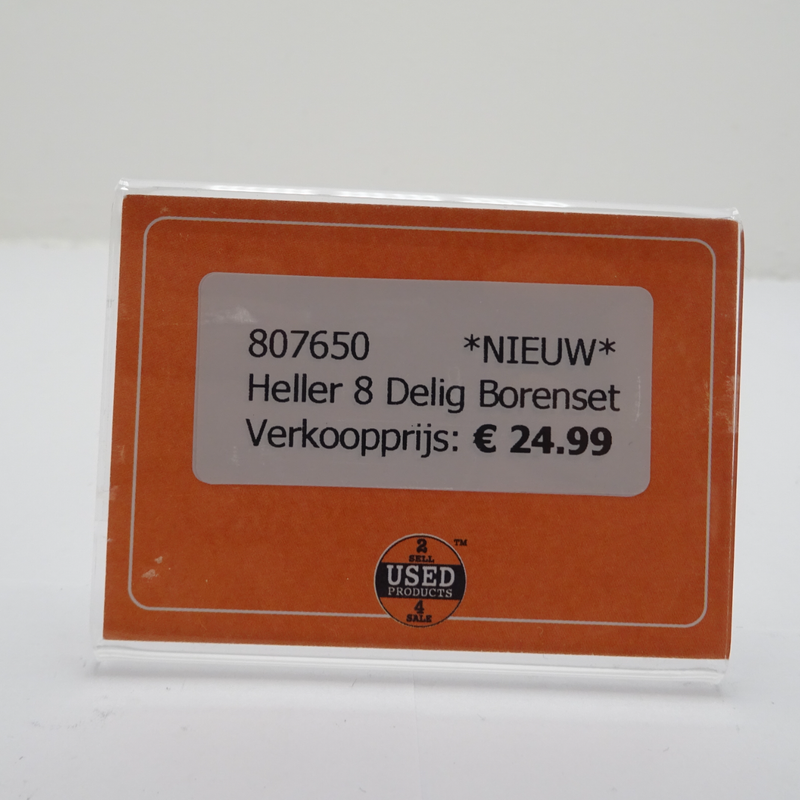 807650 *NIEUW*
Heller 8 Delig Borenset
Verkoopprijs: € 24.99
2
SELL
USED
PRODUCTS
4
SALE
TM